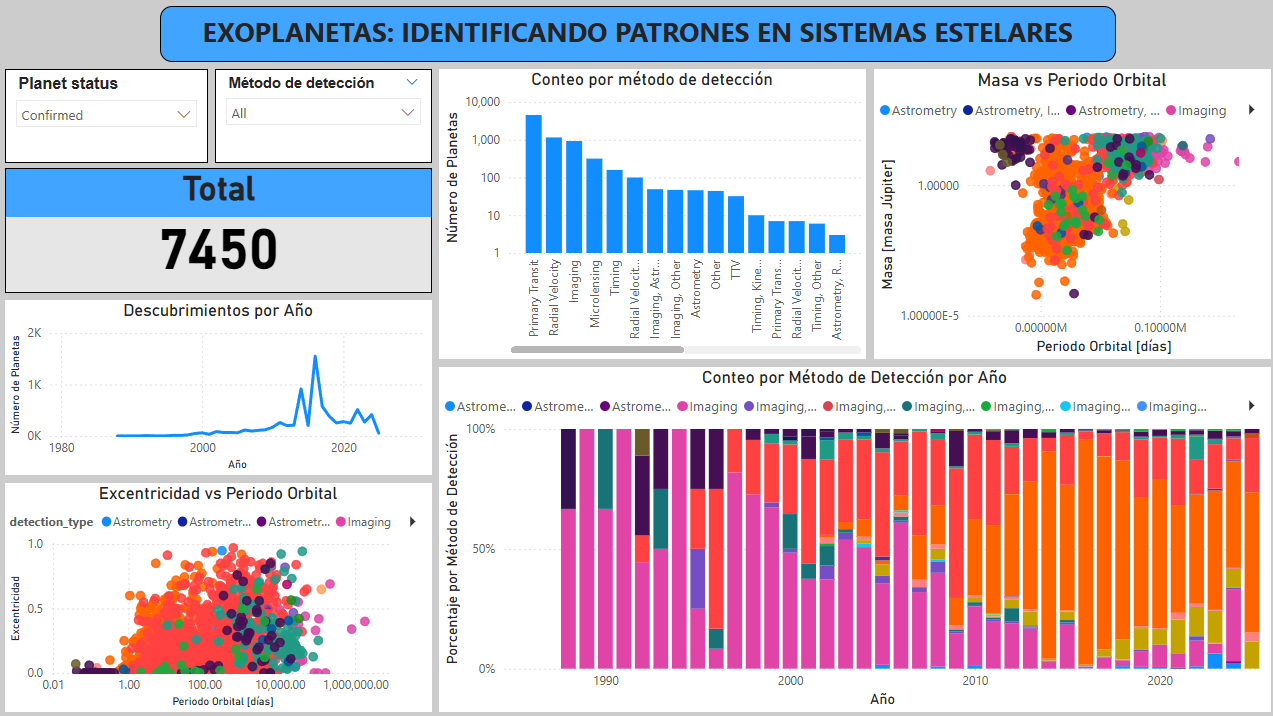 EXOPLANETAS: IDENTIFICANDO PATRONES EN SISTEMAS ESTELARES
Planet status
Confirmed
Método de detección
All
Total
7450
Descubrimientos por Año
Número de Planetas
2K
1K
0K
1980
2000
2020
Año
Excentricidad vs Periodo Orbital
detection_type
Astrometry
Astrometr...
Astrometr...
Imaging
Excentricidad
1.0
0.5
0.0
0.01
1.00
100.00
10,000.00
1,000,000.00
Periodo Orbital [días]
Conteo por método de detección
Número de Planetas
10,000
1,000
100
10
1
Primary Transit
Radial Velocity
Imaging
Microlensing
Timing
Radial Velocit...
Imaging, Astr...
Imaging, Other
Astrometry
Other
TTV
Timing, Kine...
Primary Trans...
Radial Velocit...
Timing, Other
Astrometry, R...
Masa vs Periodo Orbital
Astrometry
Astrometry, I...
Astrometry, ...
Imaging
Masa [masa Júpiter]
1.00000
1.00000E-5
0.00000M
0.10000M
Periodo Orbital [días]
Conteo por Método de Detección por Año
Astrome...
Astrome...
Astrome...
Imaging
Imaging,...
Imaging,...
Imaging,...
Imaging,...
Imaging...
Imaging...
Porcentaje por Método de Detección
100%
50%
0%
1990
2000
2010
2020
Año